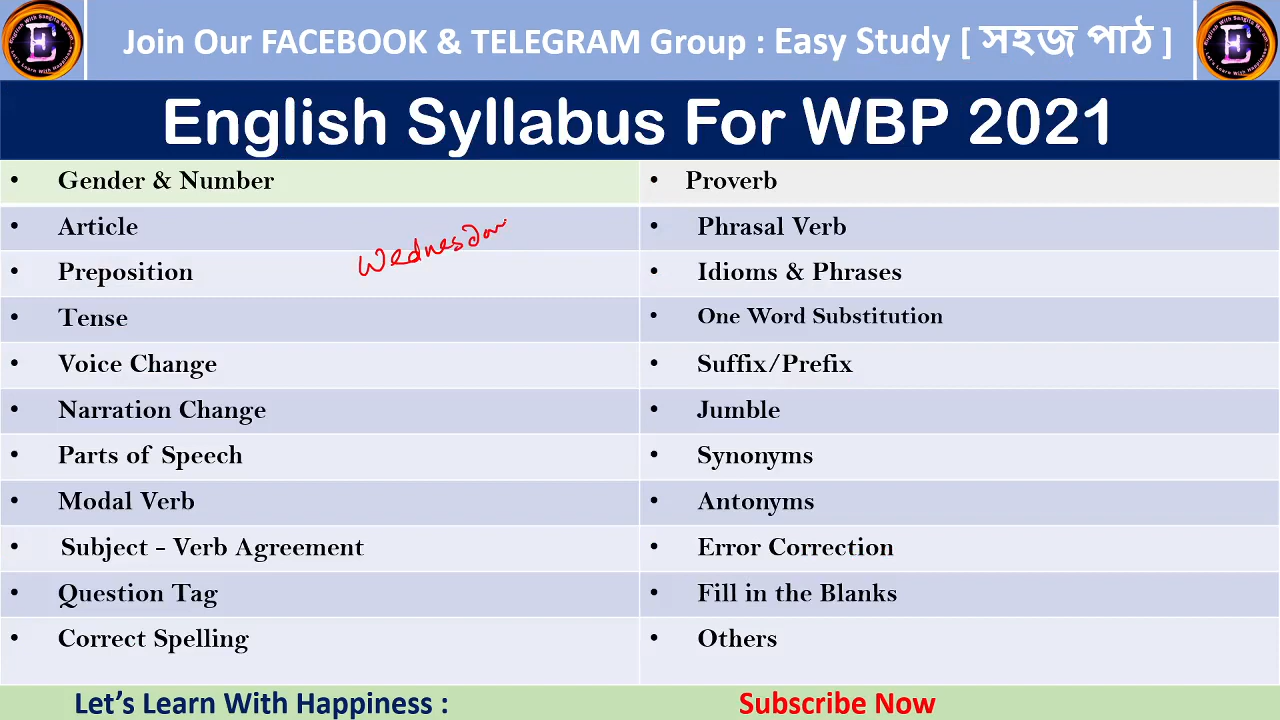 Join Our FACEBOOK & TELEGRAM Group : Easy Study [ সহজ পাঠ ]
English Syllabus For WBP 2021
• Gender & Number
• Article
• Preposition
• Tense
• Voice Change
• Narration Change
• Parts of Speech
• Modal Verb
• Subject - Verb Agreement
• Question Tag
• Correct Spelling
Wednesda
• Proverb
• Phrasal Verb
• Idioms & Phrases
• One Word Substitution
• Suffix/Prefix
• Jumble
• Synonyms
• Antonyms
• Error Correction
• Fill in the Blanks
• Others
Let's Learn With Happiness :
Subscribe Now